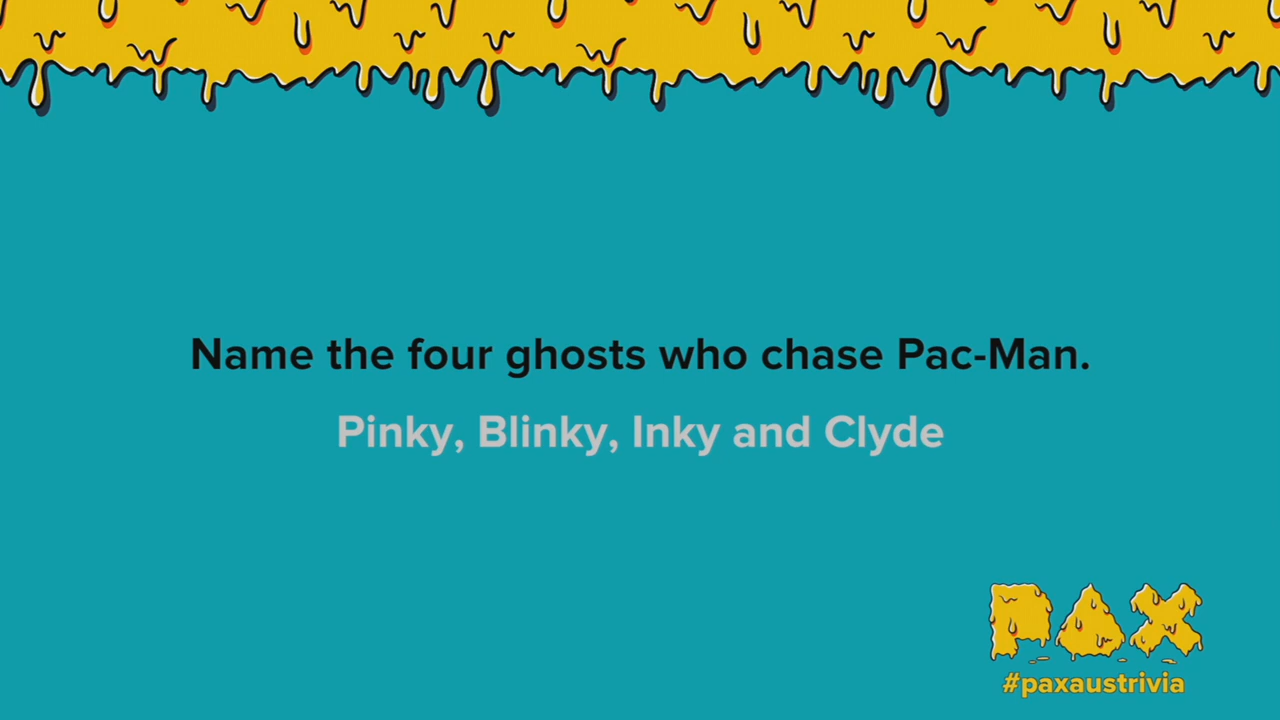 Name the four ghosts who chase Pac-Man.
Pinky, Blinky, Inky and Clyde
PAX
#paxaustrivia